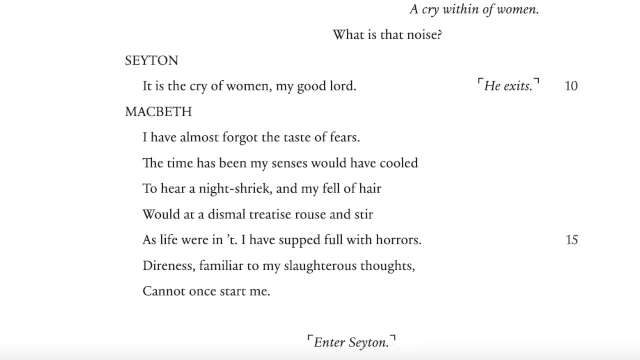 A cry within of women.
What is that noise?
SEYTON
It is the cry of women, my good lord. ⌜He exits.⌝ 10
MACBETH
I have almost forgot the taste of fears.
The time has been my senses would have cooled
To hear a night-shriek, and my fell of hair
Would at a dismal treatise rouse and stir
As life were in ’t. I have supped full with horrors. 15
Direness, familiar to my slaughterous thoughts,
Cannot once start me.
⌜Enter Seyton.⌝